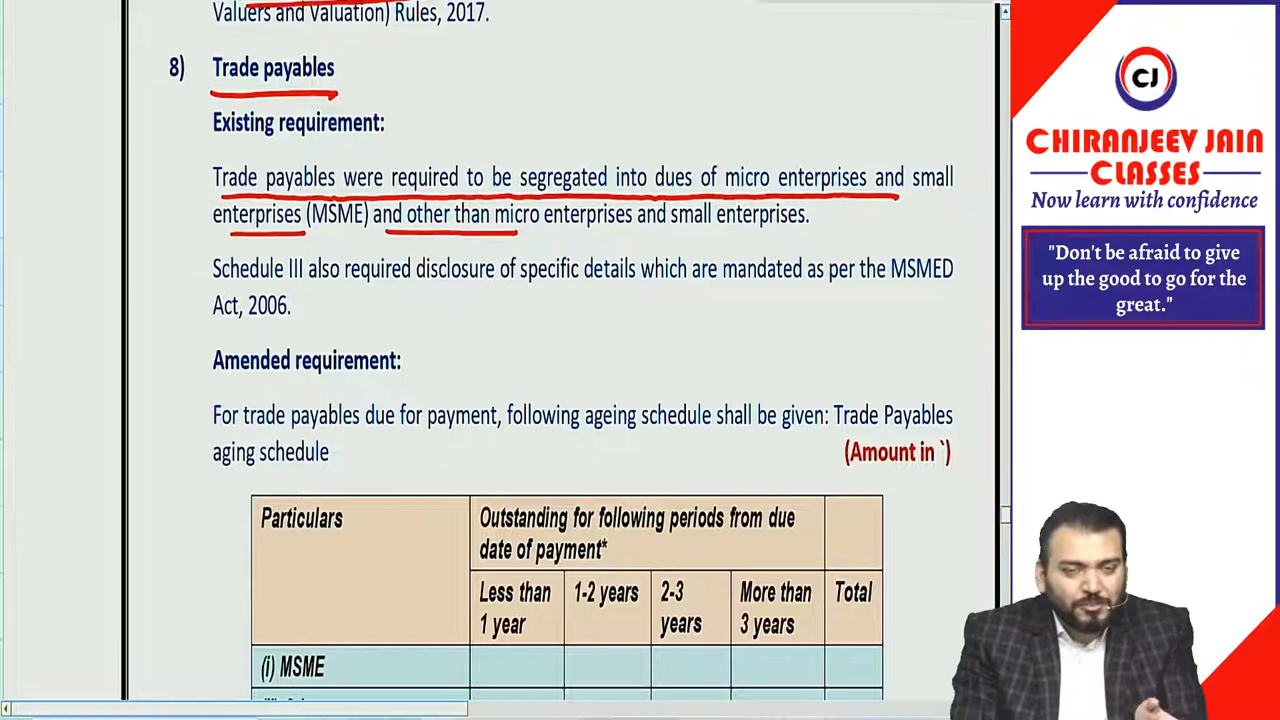 Valuers and Valuation) Rules, 2017.
8) Trade payables
Existing requirement:
Trade payables were required to be segregated into dues of micro enterprises and small
enterprises (MSME) and other than micro enterprises and small enterprises.
Schedule III also required disclosure of specific details which are mandated as per the MSMED
Act, 2006.
Amended requirement:
For trade payables due for payment, following ageing schedule shall be given: Trade Payables
aging schedule (Amount in `)
Particulars
Outstanding for following periods from due
date of payment*
Less than
1 year
1-2 years
2-3
years
More than
3 years
Total
(i) MSME
CJ
CHIRANJEEV JAIN
CLASSES
Now learn with confidence
"Don't be afraid to give
up the good to go for the
great."